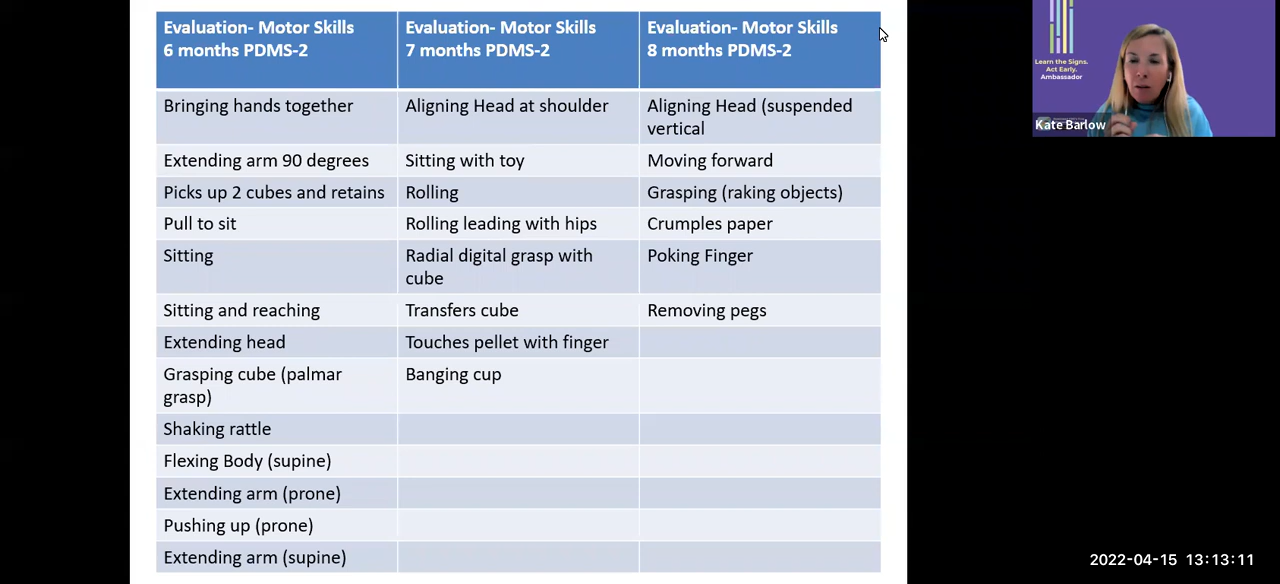 Evaluation- Motor Skills
6 months PDMS-2
Evaluation- Motor Skills
7 months PDMS-2
Evaluation- Motor Skills
8 months PDMS-2
Bringing hands together
Aligning Head at shoulder
Aligning Head (suspended
vertical
Extending arm 90 degrees
Sitting with toy
Moving forward
Picks up 2 cubes and retains
Rolling
Grasping (raking objects)
Pull to sit
Rolling leading with hips
Crumples paper
Sitting
Radial digital grasp with
cube
Poking Finger
Sitting and reaching
Transfers cube
Removing pegs
Extending head
Touches pellet with finger
Grasping cube (palmar
grasp)
Banging cup
Shaking rattle
Flexing Body (supine)
Extending arm (prone)
Pushing up (prone)
Extending arm (supine)
Learn the Signs.
Act Early.
Ambassador
Kate Barlow
2022-04-15 13:13:11